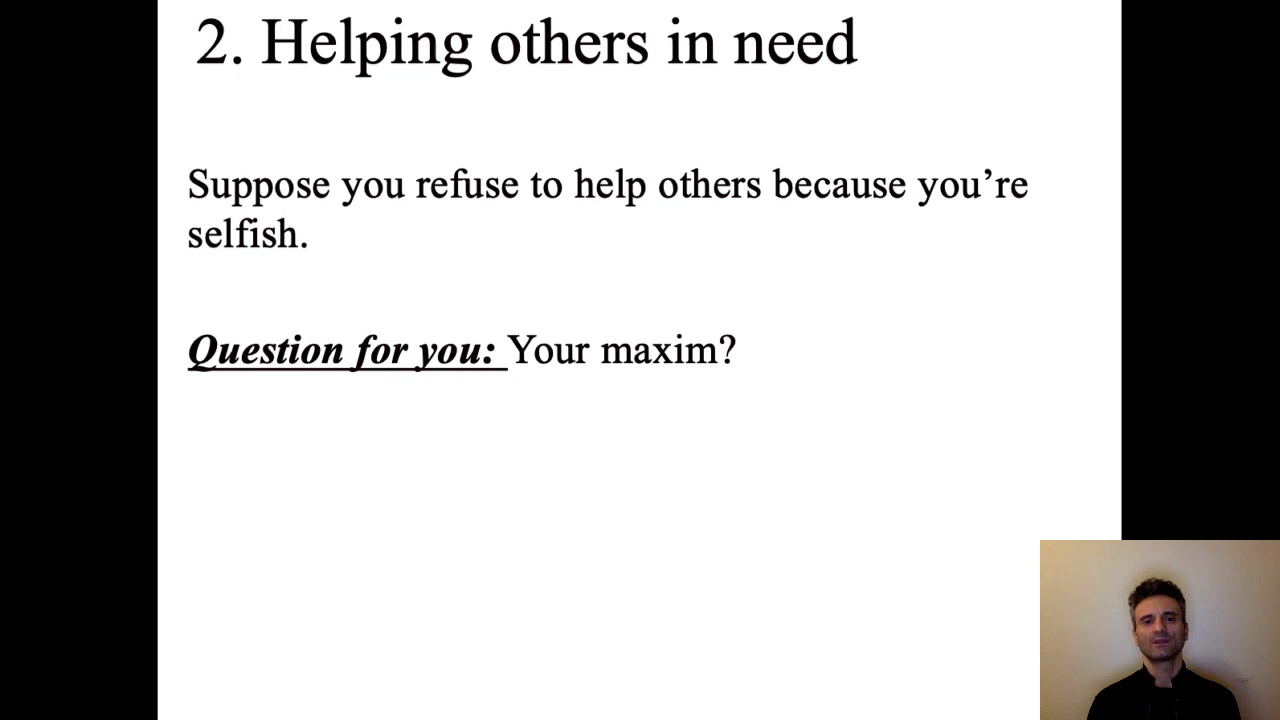 2. Helping others in need
Suppose you refuse to help others because you’re
selfish.
Question for you: Your maxim?